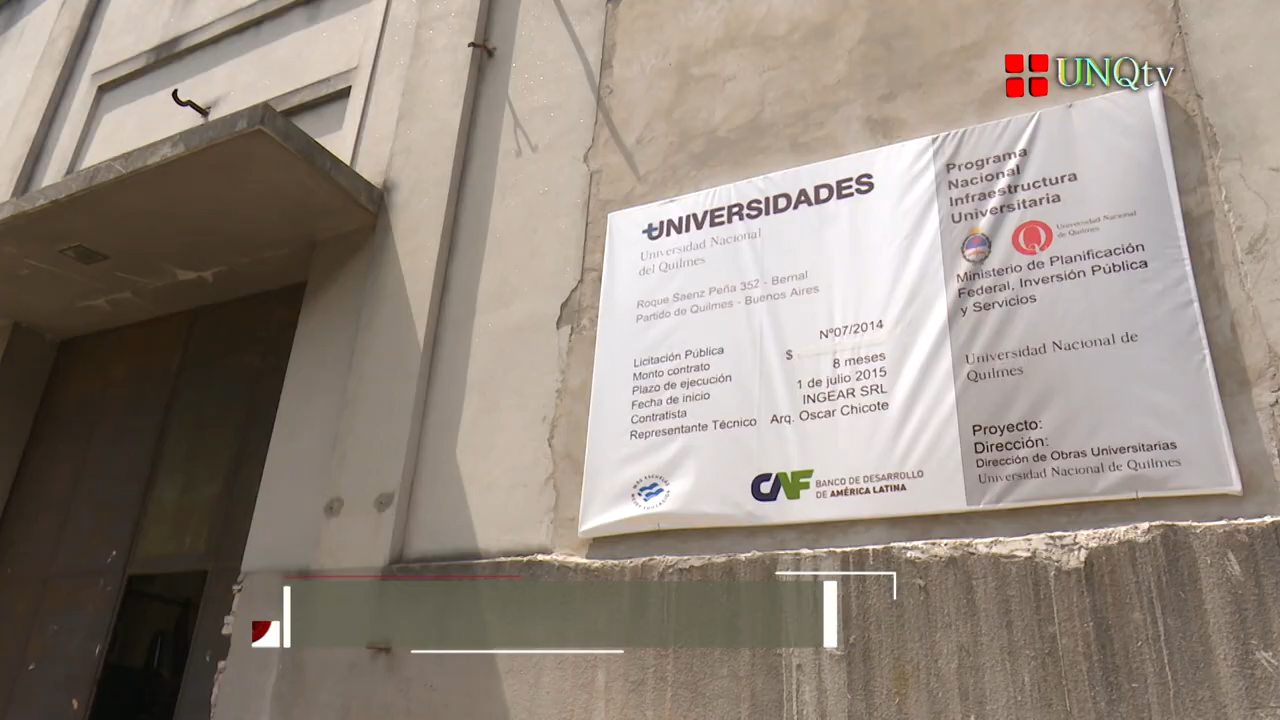 UNQtv
+UNIVERSIDADES
Universidad Nacional
del Quilmes
Roque Saenz Peña 352 - Bernal
Partido de Quilmes - Buenos Aires
Licitación Pública Nº07/2014
Monto contrato $
Plazo de ejecución 8 meses
Fecha de inicio 1 de julio 2015
Contratista INGEAR SRL
Representante Técnico Arq. Oscar Chicote
CAF BANCO DE DESARROLLO
DE AMÉRICA LATINA
Programa
Nacional
Infraestructura
Universitaria
Universidad Nacional
de Quilmes
Ministerio de Planificación
Federal, Inversión Pública
y Servicios
Universidad Nacional de
Quilmes
Proyecto:
Dirección:
Dirección de Obras Universitarias
Universidad Nacional de Quilmes